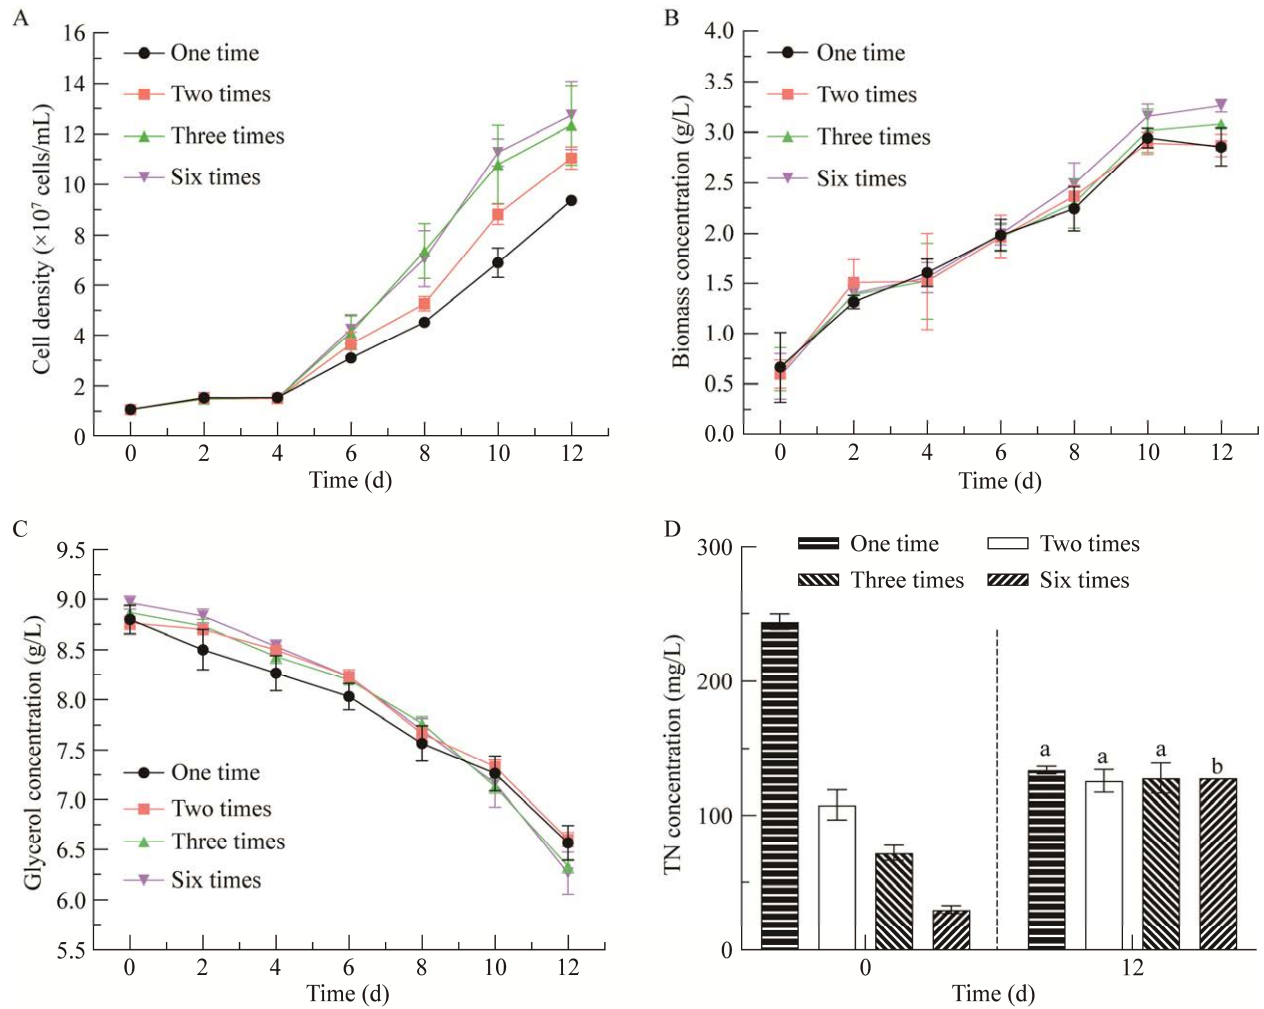 A
16
14
12
10
8
6
4
2
0
Cell density (×10⁷ cells/mL)
One time
Two times
Three times
Six times
0 2 4 6 8 10 12
Time (d)
B
4.0
3.5
3.0
2.5
2.0
1.5
1.0
0.5
0.0
Biomass concentration (g/L)
One time
Two times
Three times
Six times
0 2 4 6 8 10 12
Time (d)
C
9.5
9.0
8.5
8.0
7.5
7.0
6.5
6.0
5.5
Glycerol concentration (g/L)
One time
Two times
Three times
Six times
0 2 4 6 8 10 12
Time (d)
D
300
200
100
0
TN concentration (mg/L)
One time Two times
Three times Six times
a a a b
0 12
Time (d)